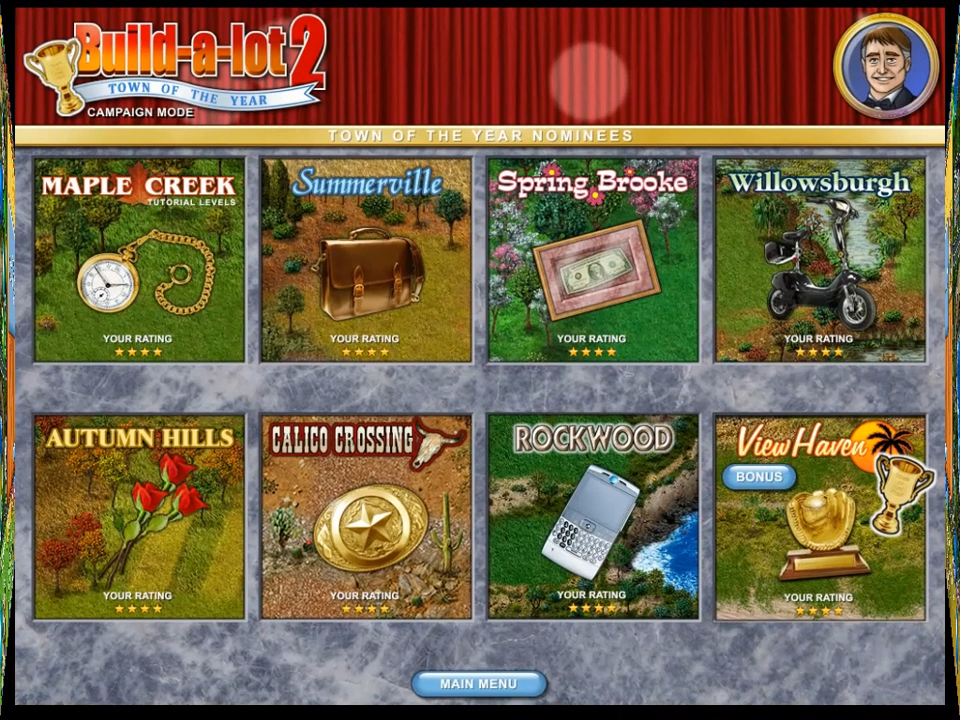 Build-a-lot 2
TOWN OF THE YEAR
CAMPAIGN MODE
TOWN OF THE YEAR NOMINEES
MAPLE CREEK
TUTORIAL LEVELS
YOUR RATING
Summerville
YOUR RATING
Spring Brooke
YOUR RATING
Willowsburgh
YOUR RATING
AUTUMN HILLS
YOUR RATING
CALICO CROSSING
YOUR RATING
ROCKWOOD
YOUR RATING
View Haven
BONUS
YOUR RATING
MAIN MENU